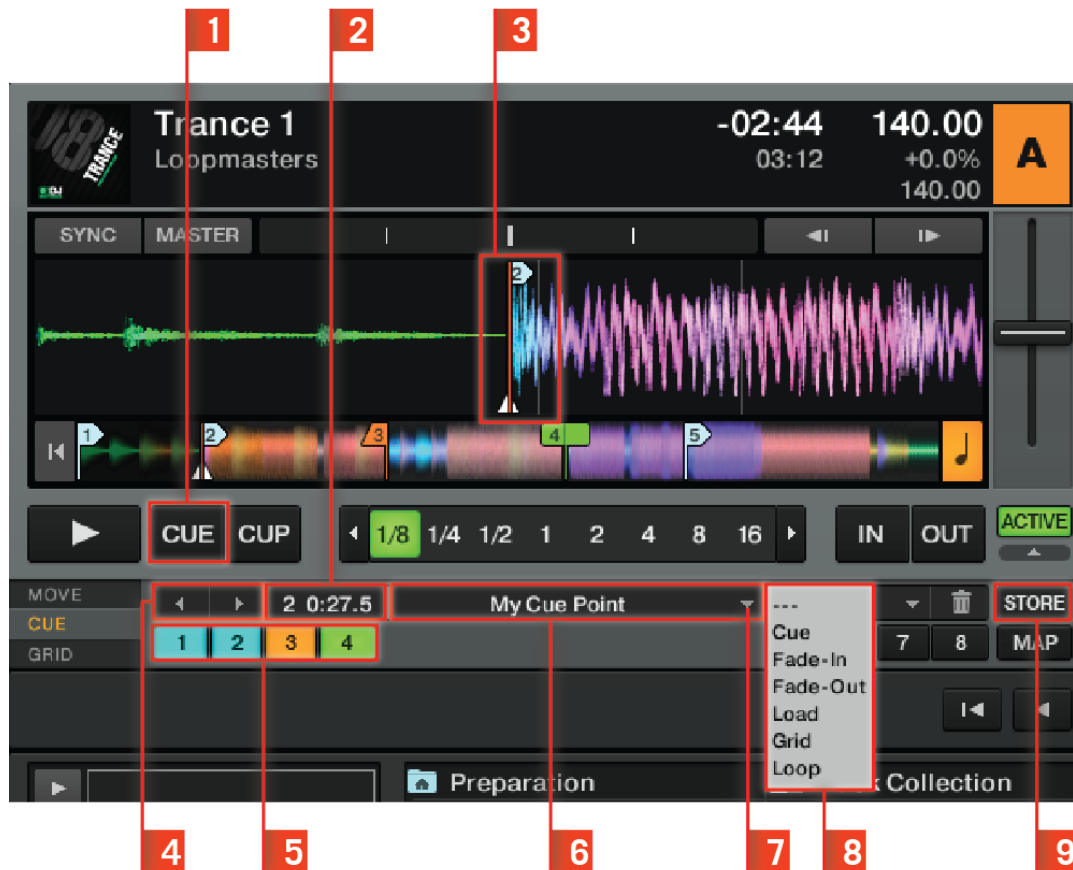 1 2 3
18
TRANCE
DJ
Trance 1 -02:44 140.00 A
Loopmasters 03:12 +0.0%
140.00
SYNC MASTER
2
1 2 3 4 5
CUE CUP 1/8 1/4 1/2 1 2 4 8 16 IN OUT ACTIVE
MOVE 2 0:27.5 My Cue Point --- STORE
CUE 1 2 3 4 Cue 7 8 MAP
GRID Fade-In
Fade-Out
Load
Grid
Loop
Preparation Collection
4 5 6 7 8 9